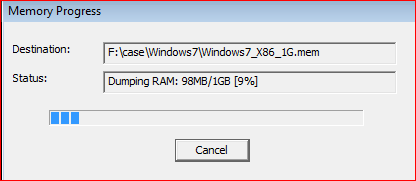 Memory Progress
Destination: F:\case\Windows7\Windows7_X86_1G.mem
Status: Dumping RAM: 98MB/1GB [9%]
Cancel